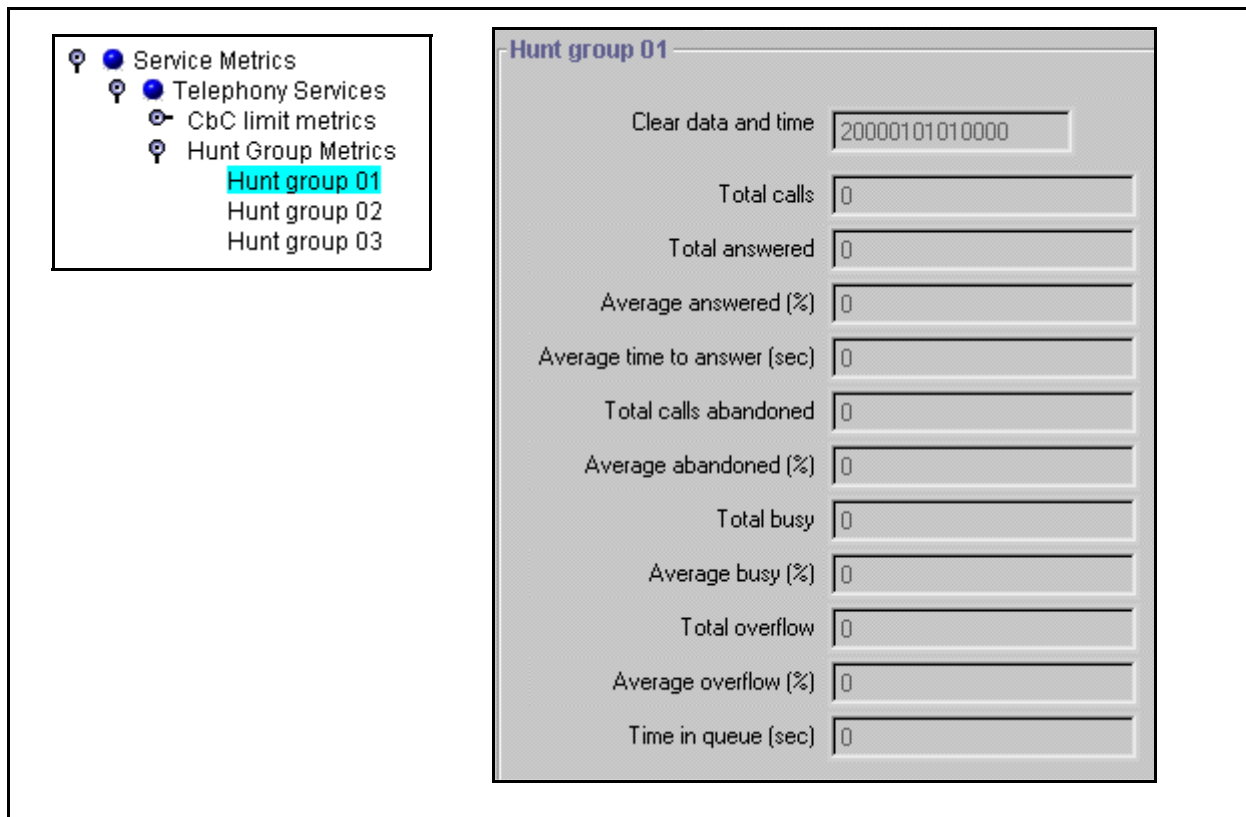 Service Metrics
Telephony Services
CbC limit metrics
Hunt Group Metrics
Hunt group 01
Hunt group 02
Hunt group 03
Hunt group 01
Clear data and time 20000101010000
Total calls 0
Total answered 0
Average answered (%) 0
Average time to answer (sec) 0
Total calls abandoned 0
Average abandoned (%) 0
Total busy 0
Average busy (%) 0
Total overflow 0
Average overflow (%) 0
Time in queue (sec) 0